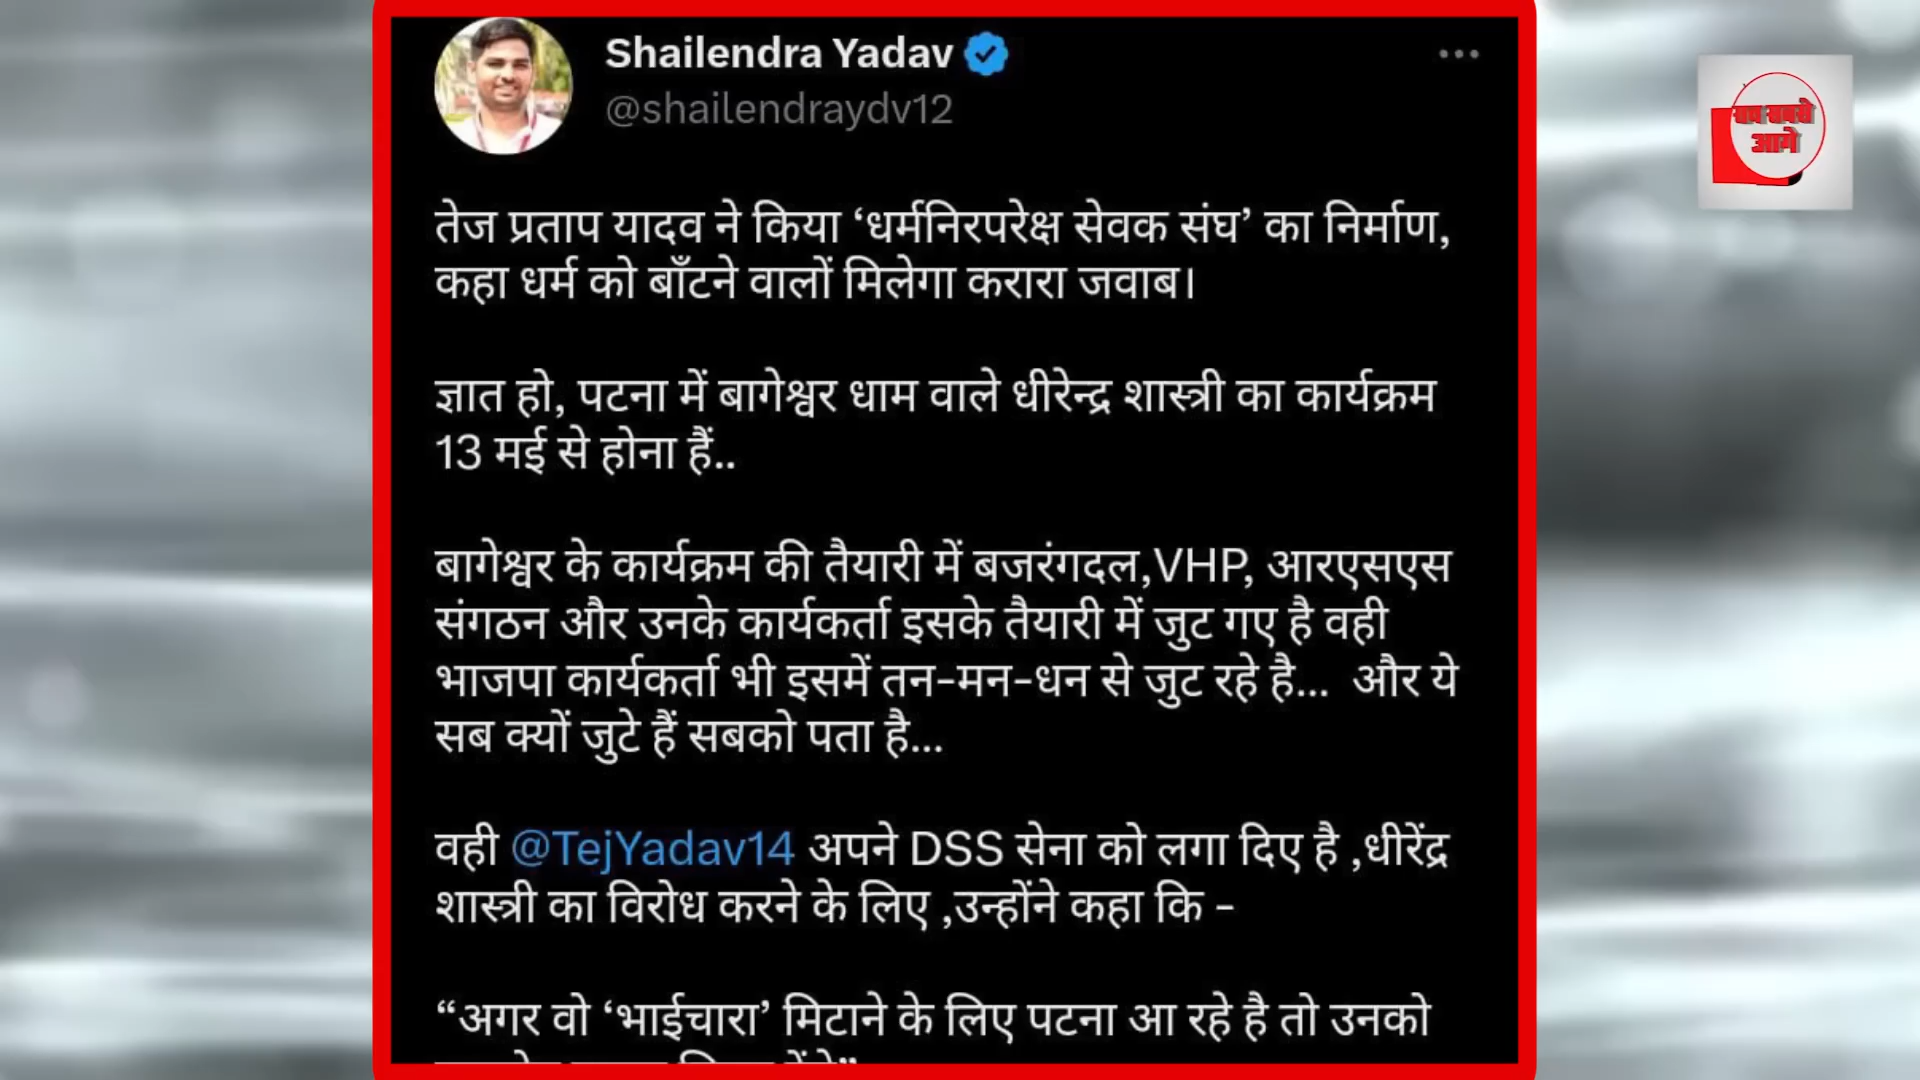 Shailendra Yadav
@shailendraydv12
तेज प्रताप यादव ने किया ‘धर्मनिरपरेक्ष सेवक संघ’ का निर्माण,
कहा धर्म को बाँटने वालों मिलेगा करारा जवाब।
ज्ञात हो, पटना में बागेश्वर धाम वाले धीरेन्द्र शास्त्री का कार्यक्रम
13 मई से होना हैं..
बागेश्वर के कार्यक्रम की तैयारी में बजरंगदल,VHP, आरएसएस
संगठन और उनके कार्यकर्ता इसके तैयारी में जुट गए है वही
भाजपा कार्यकर्ता भी इसमें तन-मन-धन से जुट रहे है... और ये
सब क्यों जुटे हैं सबको पता है...
वही @TejYadav14 अपने DSS सेना को लगा दिए है ,धीरेंद्र
शास्त्री का विरोध करने के लिए ,उन्होंने कहा कि -
“अगर वो ‘भाईचारा’ मिटाने के लिए पटना आ रहे है तो उनको
सबसे
आगे